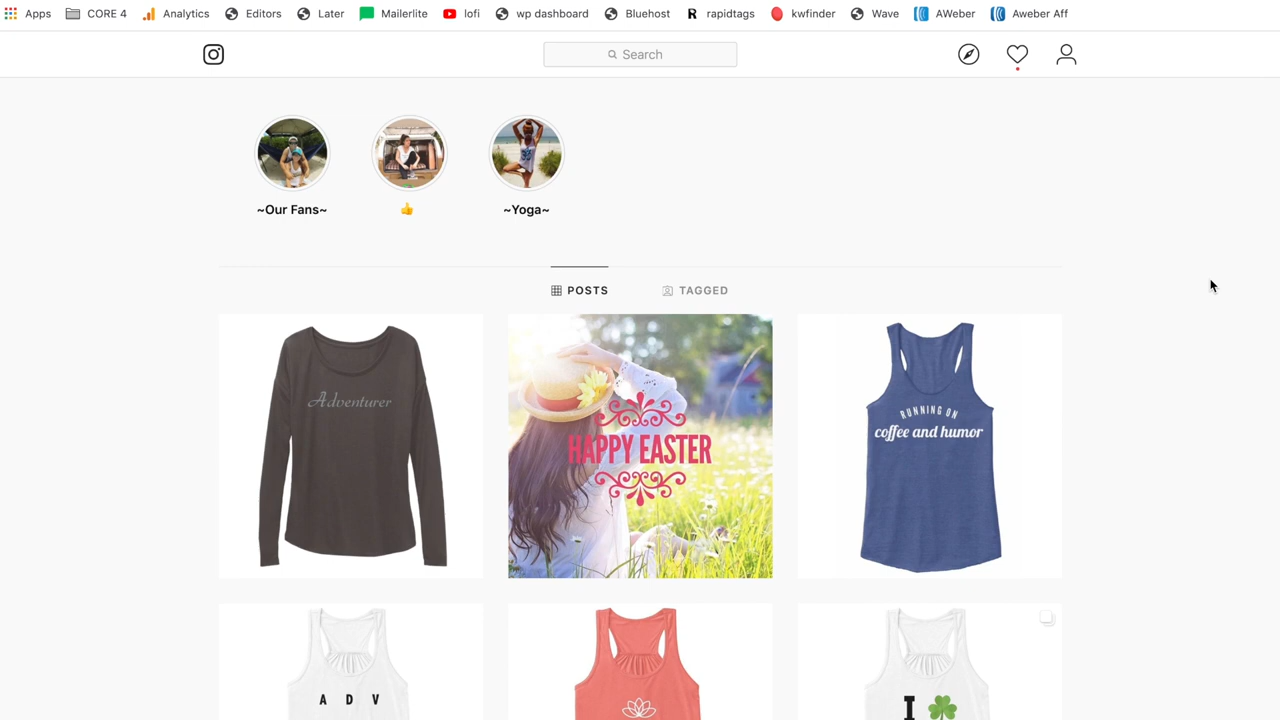 Apps CORE 4 Analytics Editors Later Mailerlite lofi wp dashboard Bluehost rapidtags kwfinder Wave AWeber Aweber Aff
Search
~Our Fans~ 👍 ~Yoga~
POSTS TAGGED
Adventurer
HAPPY EASTER
RUNNING ON
coffee and humor
A D V
I ☘